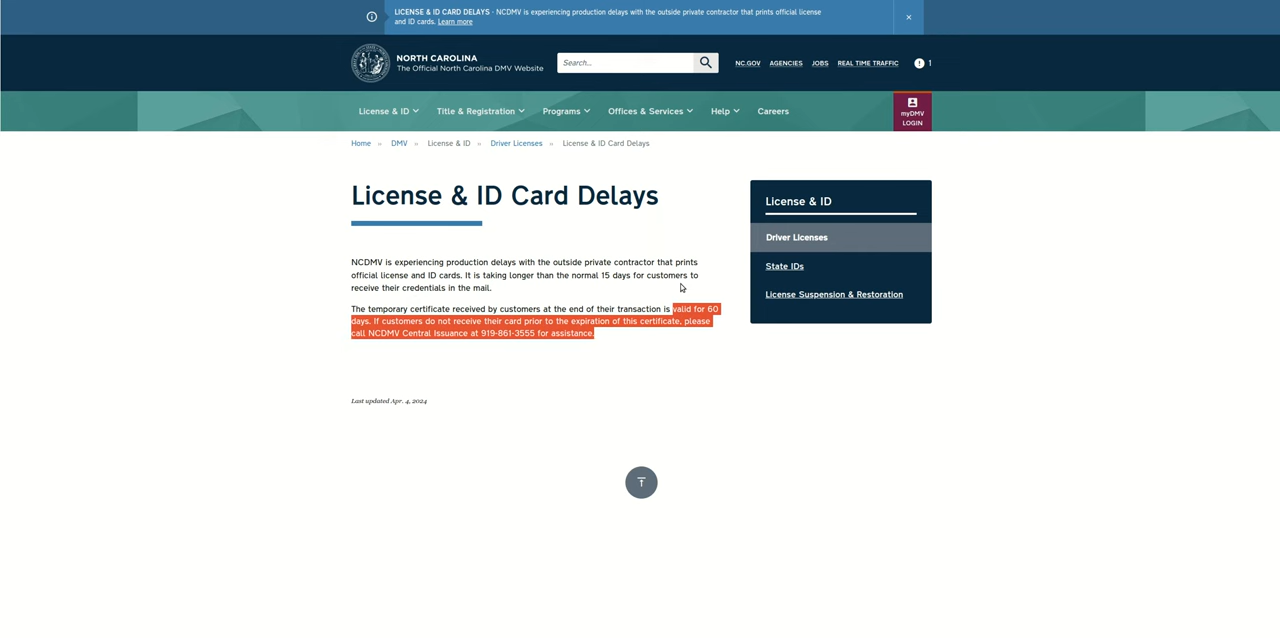 LICENSE & ID CARD DELAYS - NCDMV is experiencing production delays with the outside private contractor that prints official license
and ID cards. Learn more
×
NORTH CAROLINA
The Official North Carolina DMV Website
Search...
NC.GOV AGENCIES JOBS REAL TIME TRAFFIC 1
License & ID Title & Registration Programs Offices & Services Help Careers
myDMV
LOGIN
Home » DMV » License & ID » Driver Licenses » License & ID Card Delays
License & ID Card Delays
NCDMV is experiencing production delays with the outside private contractor that prints
official license and ID cards. It is taking longer than the normal 15 days for customers to
receive their credentials in the mail.
The temporary certificate received by customers at the end of their transaction is valid for 60
days. If customers do not receive their card prior to the expiration of this certificate, please
call NCDMV Central Issuance at 919-861-3555 for assistance.
Last updated Apr. 4, 2024
License & ID
Driver Licenses
State IDs
License Suspension & Restoration